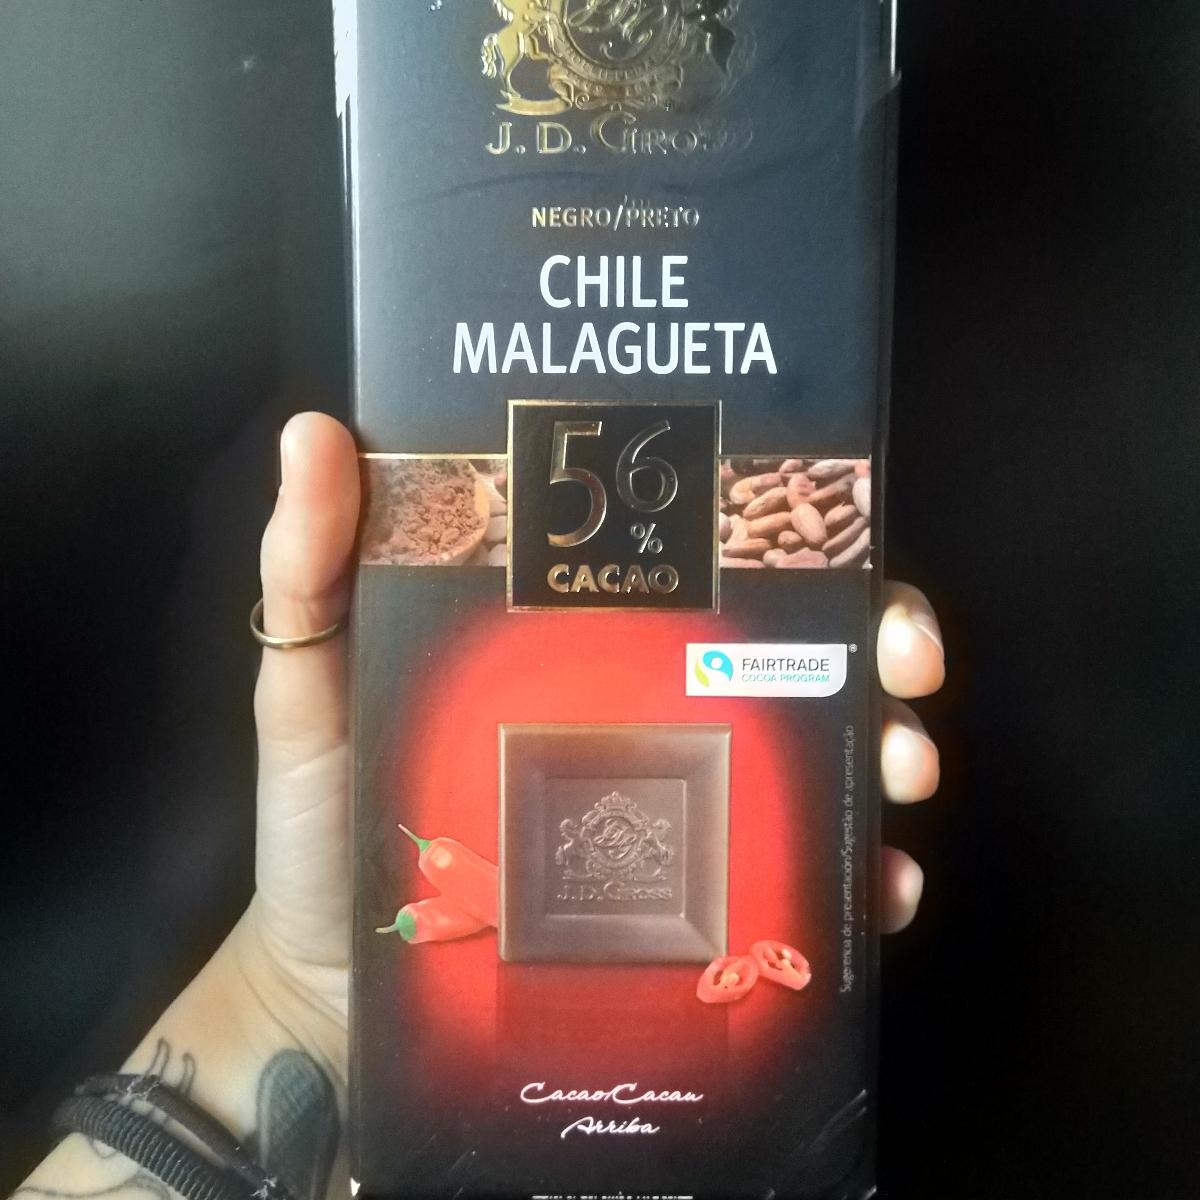 J. D. GROSS
NEGRO/PRETO
CHILE
MALAGUETA
56
%
CACAO
FAIRTRADE
COCOA PROGRAM
®
Sugerencia de presentación/Sugestão de apresentação
J.D.GROSS
Cacao/Cacau
Arriba